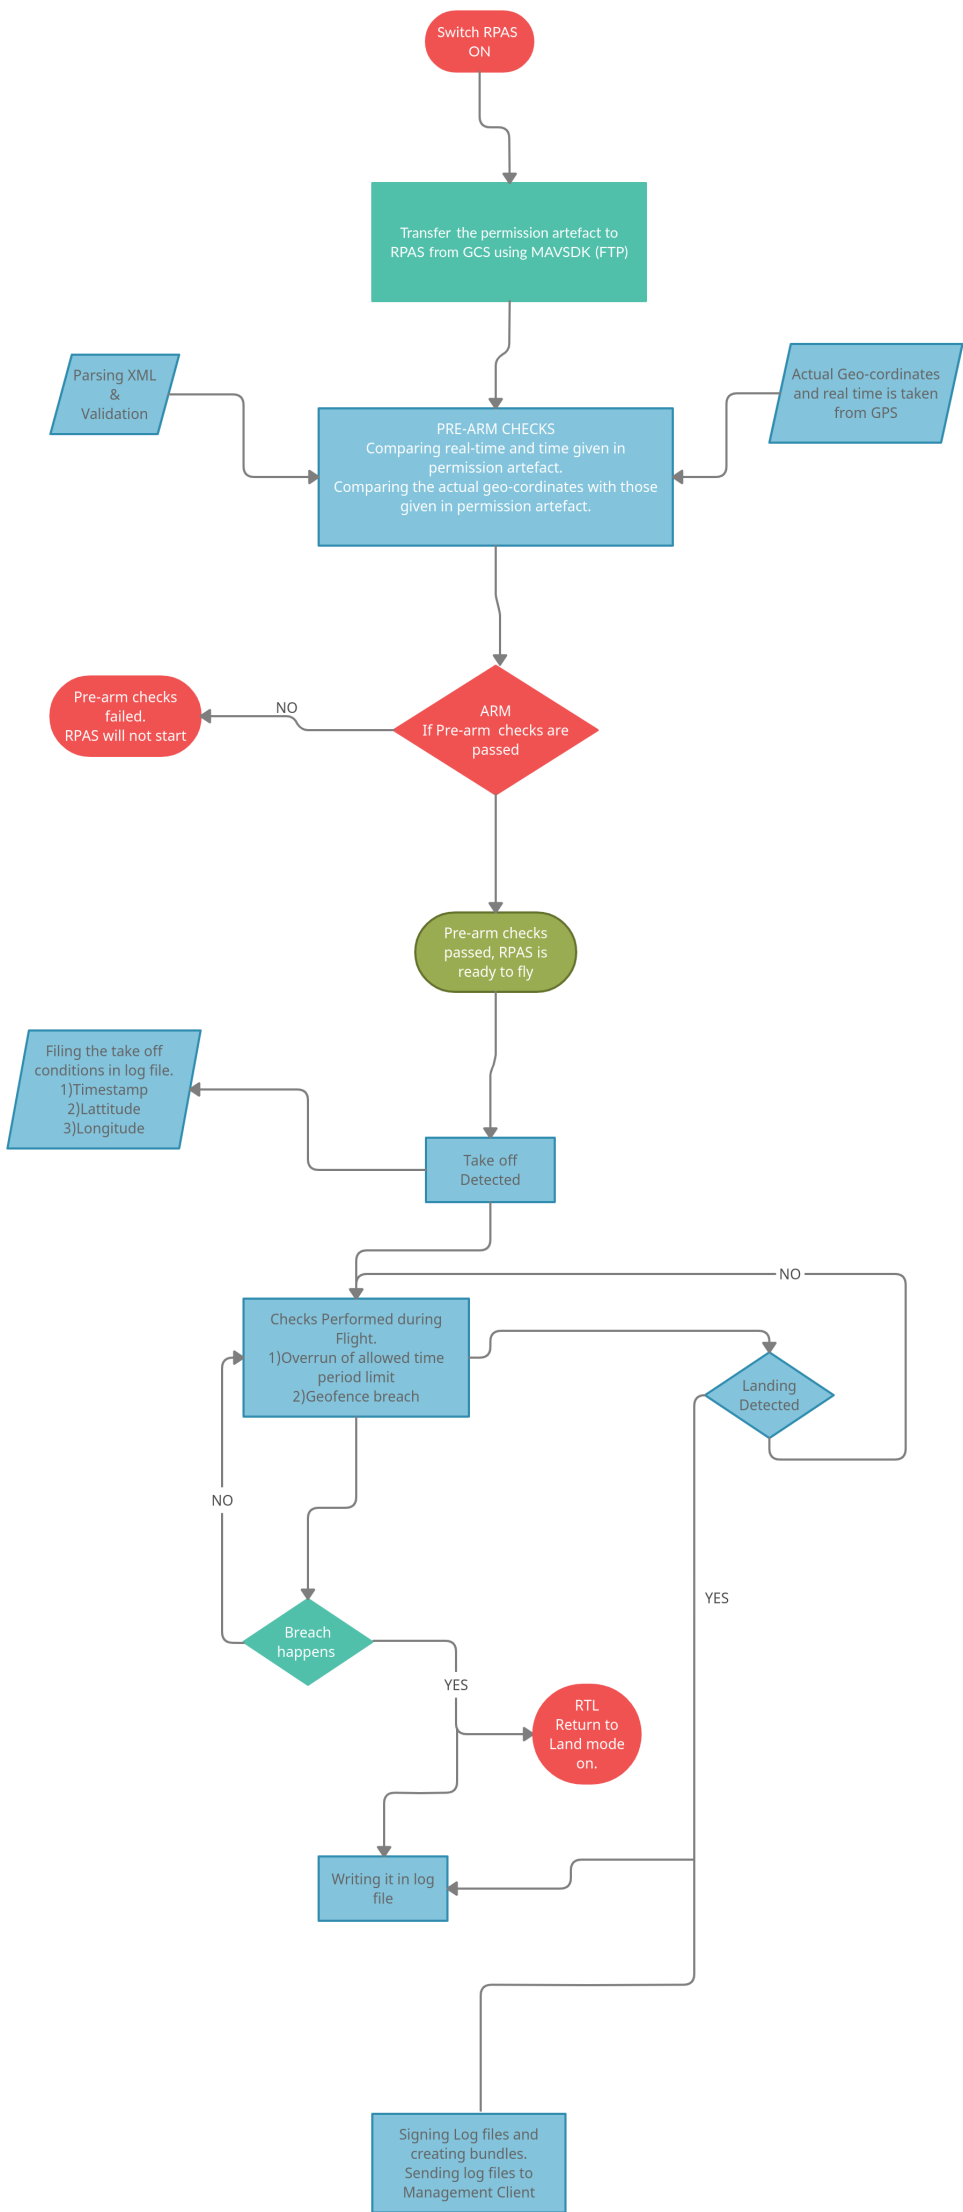 Switch RPAS
ON
Transfer the permission artefact to
RPAS from GCS using MAVSDK (FTP)
Parsing XML
&
Validation
Actual Geo-cordinates
and real time is taken
from GPS
PRE-ARM CHECKS
Comparing real-time and time given in
permission artefact.
Comparing the actual geo-cordinates with those
given in permission artefact.
ARM
If Pre-arm checks are
passed
NO
Pre-arm checks
failed.
RPAS will not start
Pre-arm checks
passed, RPAS is
ready to fly
Filing the take off
conditions in log file.
1)Timestamp
2)Lattitude
3)Longitude
Take off
Detected
NO
Checks Performed during
Flight.
1)Overrun of allowed time
period limit
2)Geofence breach
Landing
Detected
NO
YES
Breach
happens
YES
RTL
Return to
Land mode
on.
Writing it in log
file
Signing Log files and
creating bundles.
Sending log files to
Management Client